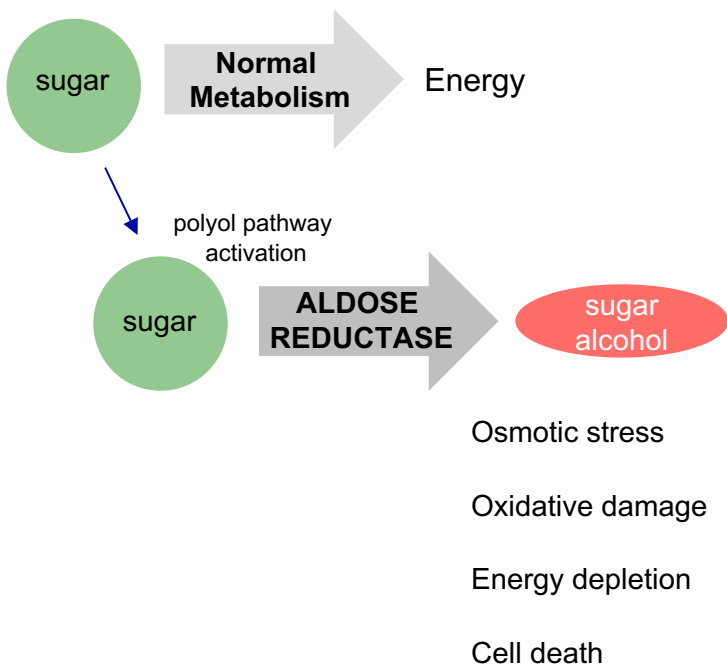 sugar
Normal
Metabolism
Energy
polyol pathway
activation
sugar
ALDOSE
REDUCTASE
sugar
alcohol
Osmotic stress
Oxidative damage
Energy depletion
Cell death